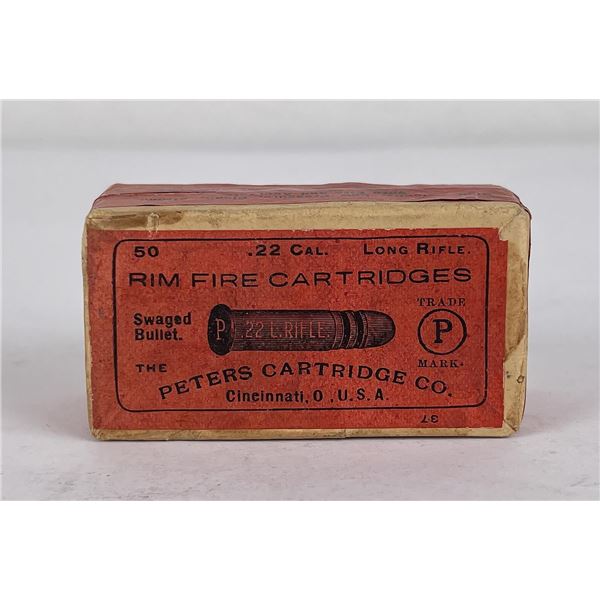 50 .22 CAL. LONG RIFLE.
RIM FIRE CARTRIDGES
Swaged
Bullet.
P .22 L. RIFLE
TRADE
P
MARK.
THE
PETERS CARTRIDGE CO.
Cincinnati, O., U.S.A.
37